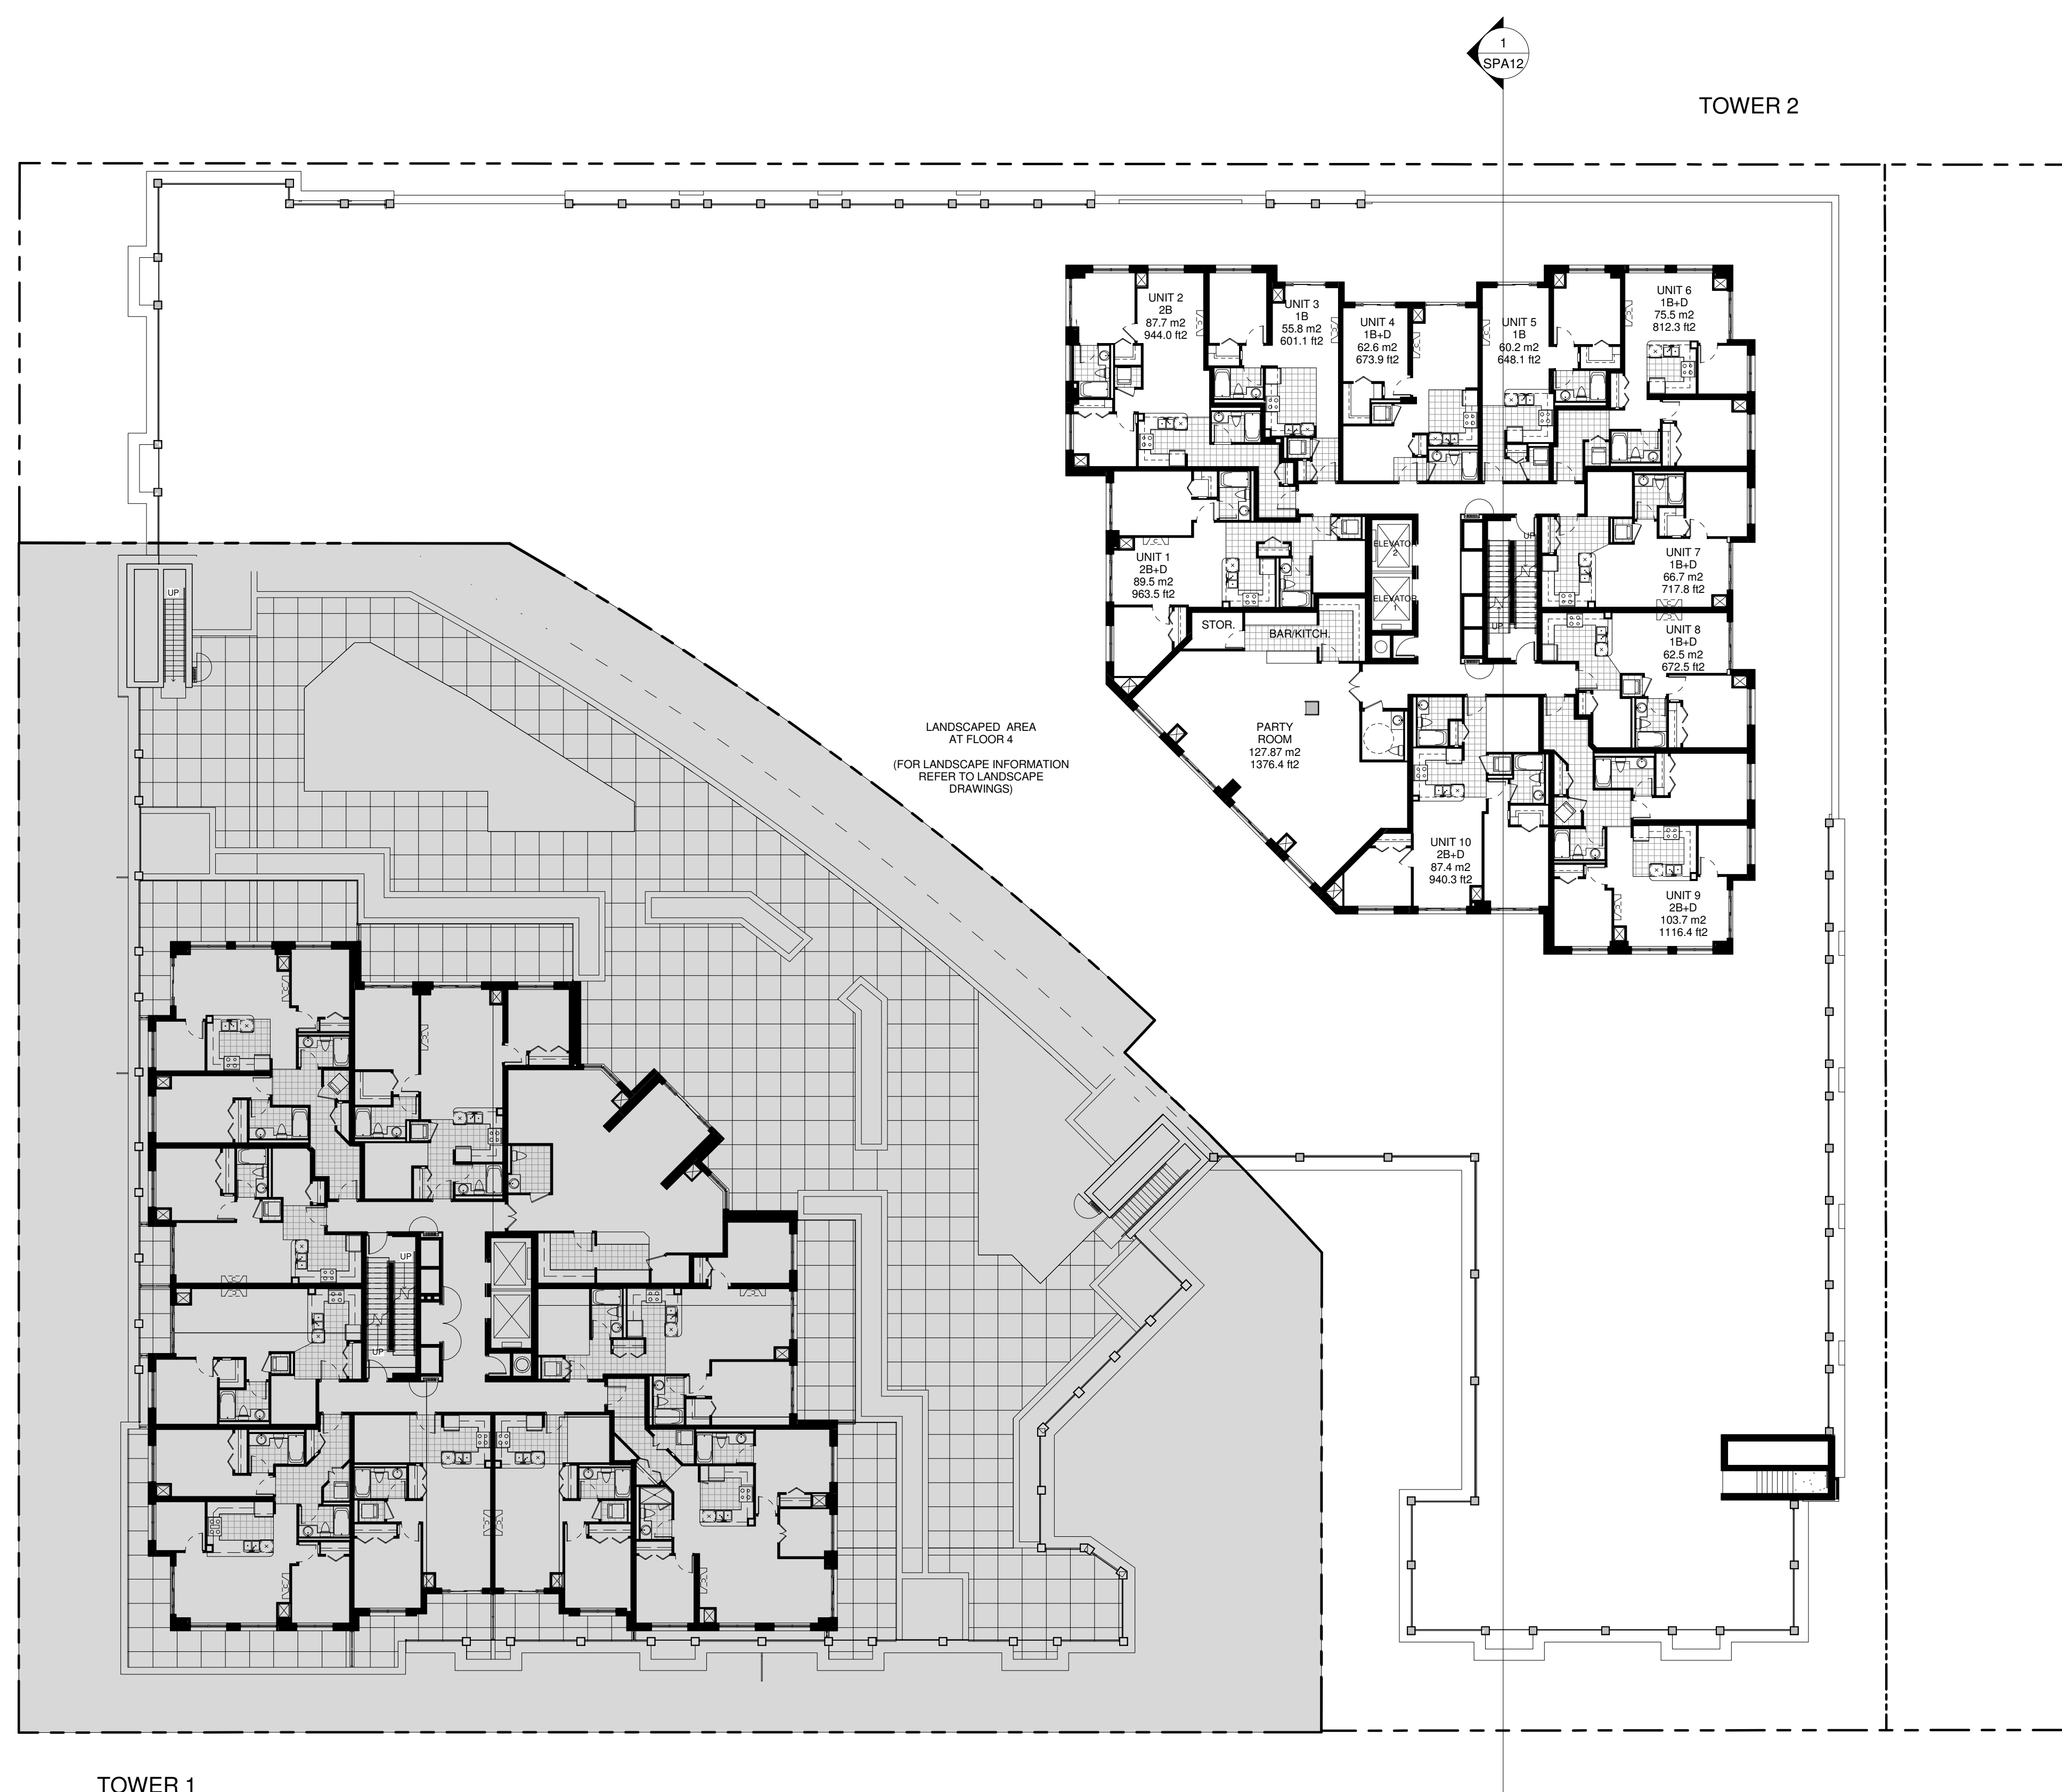 1
SPA12
TOWER 2
UNIT 2
2B
87.7 m2
944.0 ft2
UNIT 3
1B
55.8 m2
601.1 ft2
UNIT 4
1B+D
62.6 m2
673.9 ft2
UNIT 5
1B
60.2 m2
648.1 ft2
UNIT 6
1B+D
75.5 m2
812.3 ft2
UNIT 1
2B+D
89.5 m2
963.5 ft2
ELEVATOR
2
ELEVATOR
1
UP
UP
UNIT 7
1B+D
66.7 m2
717.8 ft2
STOR.
BAR/KITCH.
UNIT 8
1B+D
62.5 m2
672.5 ft2
UP
LANDSCAPED AREA
AT FLOOR 4
(FOR LANDSCAPE INFORMATION
REFER TO LANDSCAPE
DRAWINGS)
PARTY
ROOM
127.87 m2
1376.4 ft2
UNIT 10
2B+D
87.4 m2
940.3 ft2
UNIT 9
2B+D
103.7 m2
1116.4 ft2
UP
UP
TOWER 1